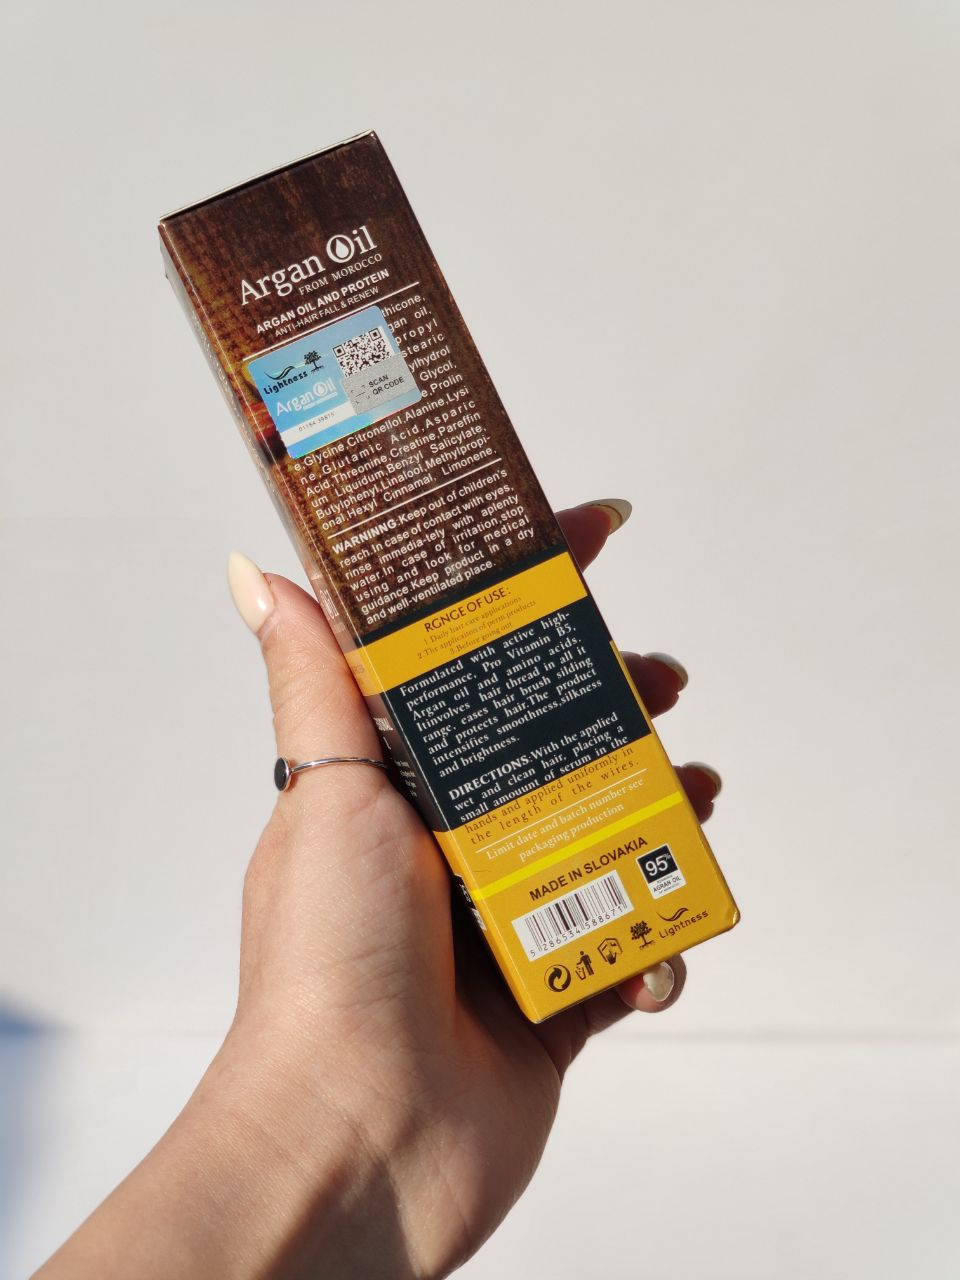 Argan Oil
FROM MOROCCO
ARGAN OIL AND PROTEIN
ANTI-HAIR FALL & RENEW
thicone,
gan oil,
propyl
stearic
ylhydrol
Glycol,
e,Prolin
Lightness
Argan Oil
SCAN
QR CODE
e,Glycine,Citronellol,Alanine,Lysi
ne,Glutamic Acid,Asparic
Acid,Threonine,Creatine,Pareffin
um Liquidum,Benzyl Salicylate,
Butylphenyl,Linalool,Methylpropi-
onal,Hexyl Cinnamal, Limonene,
WARNINNG:Keep out of children's
reach.In case of contact with eyes,
rinse immedia-tely with aplenty
water.In case of irritation,stop
using and look for medical
guidance.Keep product in a dry
and well-ventilated place.
RGNGE OF USE:
1.Daily hair care applications
2.The application of perm products
3.Before going out
Formulated with active high-
performance, Pro Vitamin B5,
Argan oil and amino acids.
Itinvolves hair thread in all it
range, eases hair brush silding
and protects hair.The product
intensifies smoothness,silkness
and brightness.
DIRECTIONS:With the applied
wet and clean hair, placing a
small amouunt of serum in the
hands and applied uniformly in
the length of the wires.
Limit date and batch number see
packaging production
MADE IN SLOVAKIA
95%
AGRAN OIL
5 286534 588671
Lightness